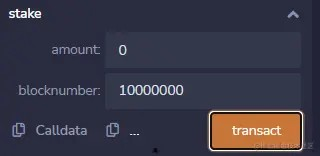 stake
amount: 0
blocknumber: 10000000
Calldata ... transact